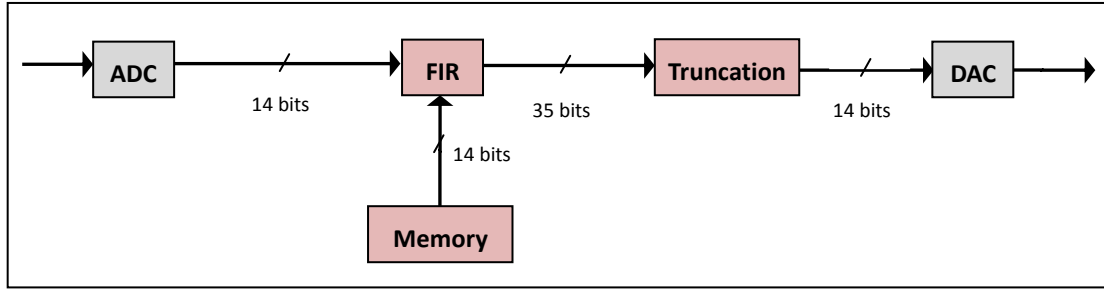 ADC
FIR
Truncation
DAC
14 bits
35 bits
14 bits
14 bits
Memory